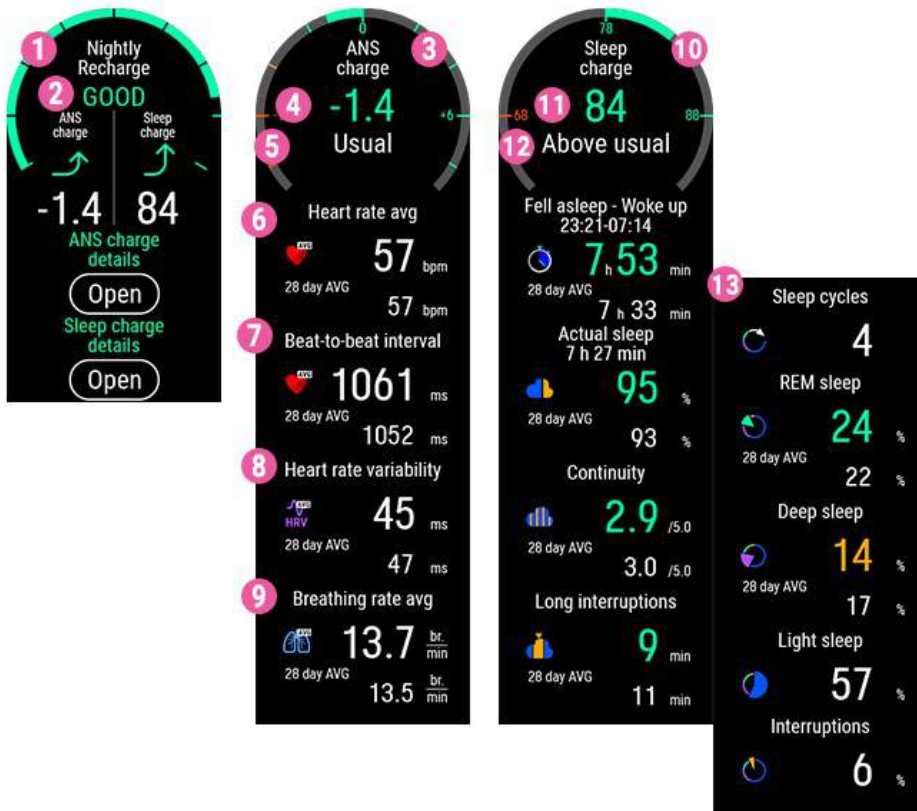 1
Nightly
Recharge
2
GOOD
ANS
charge
Sleep
charge
-1.4
84
ANS charge
details
Open
Sleep charge
details
Open
0
3
ANS
charge
4
-1.4
+6
5
Usual
6
Heart rate avg
AVG
57 bpm
28 day AVG
57 bpm
7
Beat-to-beat interval
AVG
1061 ms
28 day AVG
1052 ms
8
Heart rate variability
AVG
HRV
45 ms
28 day AVG
47 ms
9
Breathing rate avg
AVG
13.7 br.
min
28 day AVG
13.5 br.
min
78
10
Sleep
charge
68
11
84
88
12
Above usual
Fell asleep - Woke up
23:21-07:14
7 h 53 min
28 day AVG
7 h 33 min
Actual sleep
7 h 27 min
95 %
28 day AVG
93 %
Continuity
2.9 /5.0
28 day AVG
3.0 /5.0
Long interruptions
9 min
28 day AVG
11 min
13
Sleep cycles
4
REM sleep
24 %
28 day AVG
22 %
Deep sleep
14 %
28 day AVG
17 %
Light sleep
57 %
Interruptions
6 %